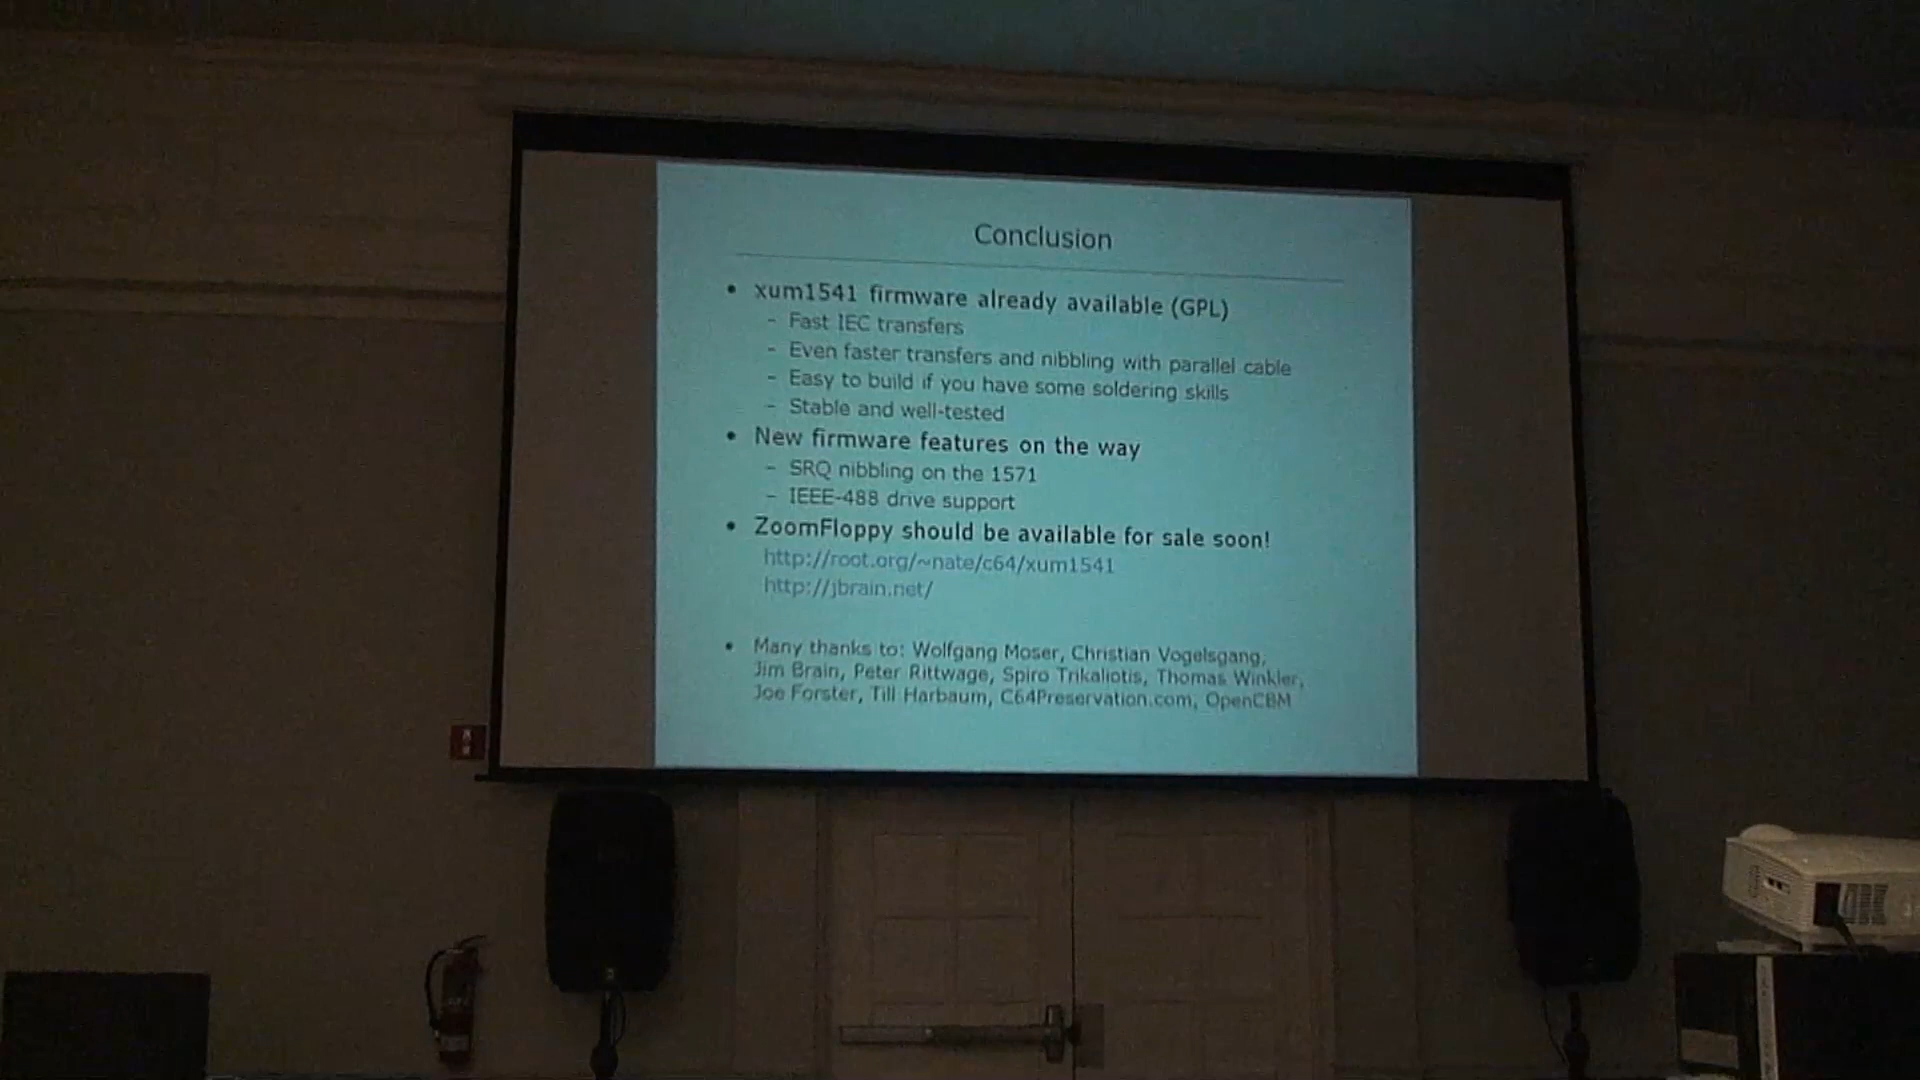 Conclusion
• xum1541 firmware already available (GPL)
- Fast IEC transfers
- Even faster transfers and nibbling with parallel cable
- Easy to build if you have some soldering skills
- Stable and well-tested
• New firmware features on the way
- SRQ nibbling on the 1571
- IEEE-488 drive support
• ZoomFloppy should be available for sale soon!
http://root.org/~nate/c64/xum1541
http://jbrain.net/
• Many thanks to: Wolfgang Moser, Christian Vogelsgang,
Jim Brain, Peter Rittwage, Spiro Trikaliotis, Thomas Winkler,
Joe Forster, Till Harbaum, C64Preservation.com, OpenCBM